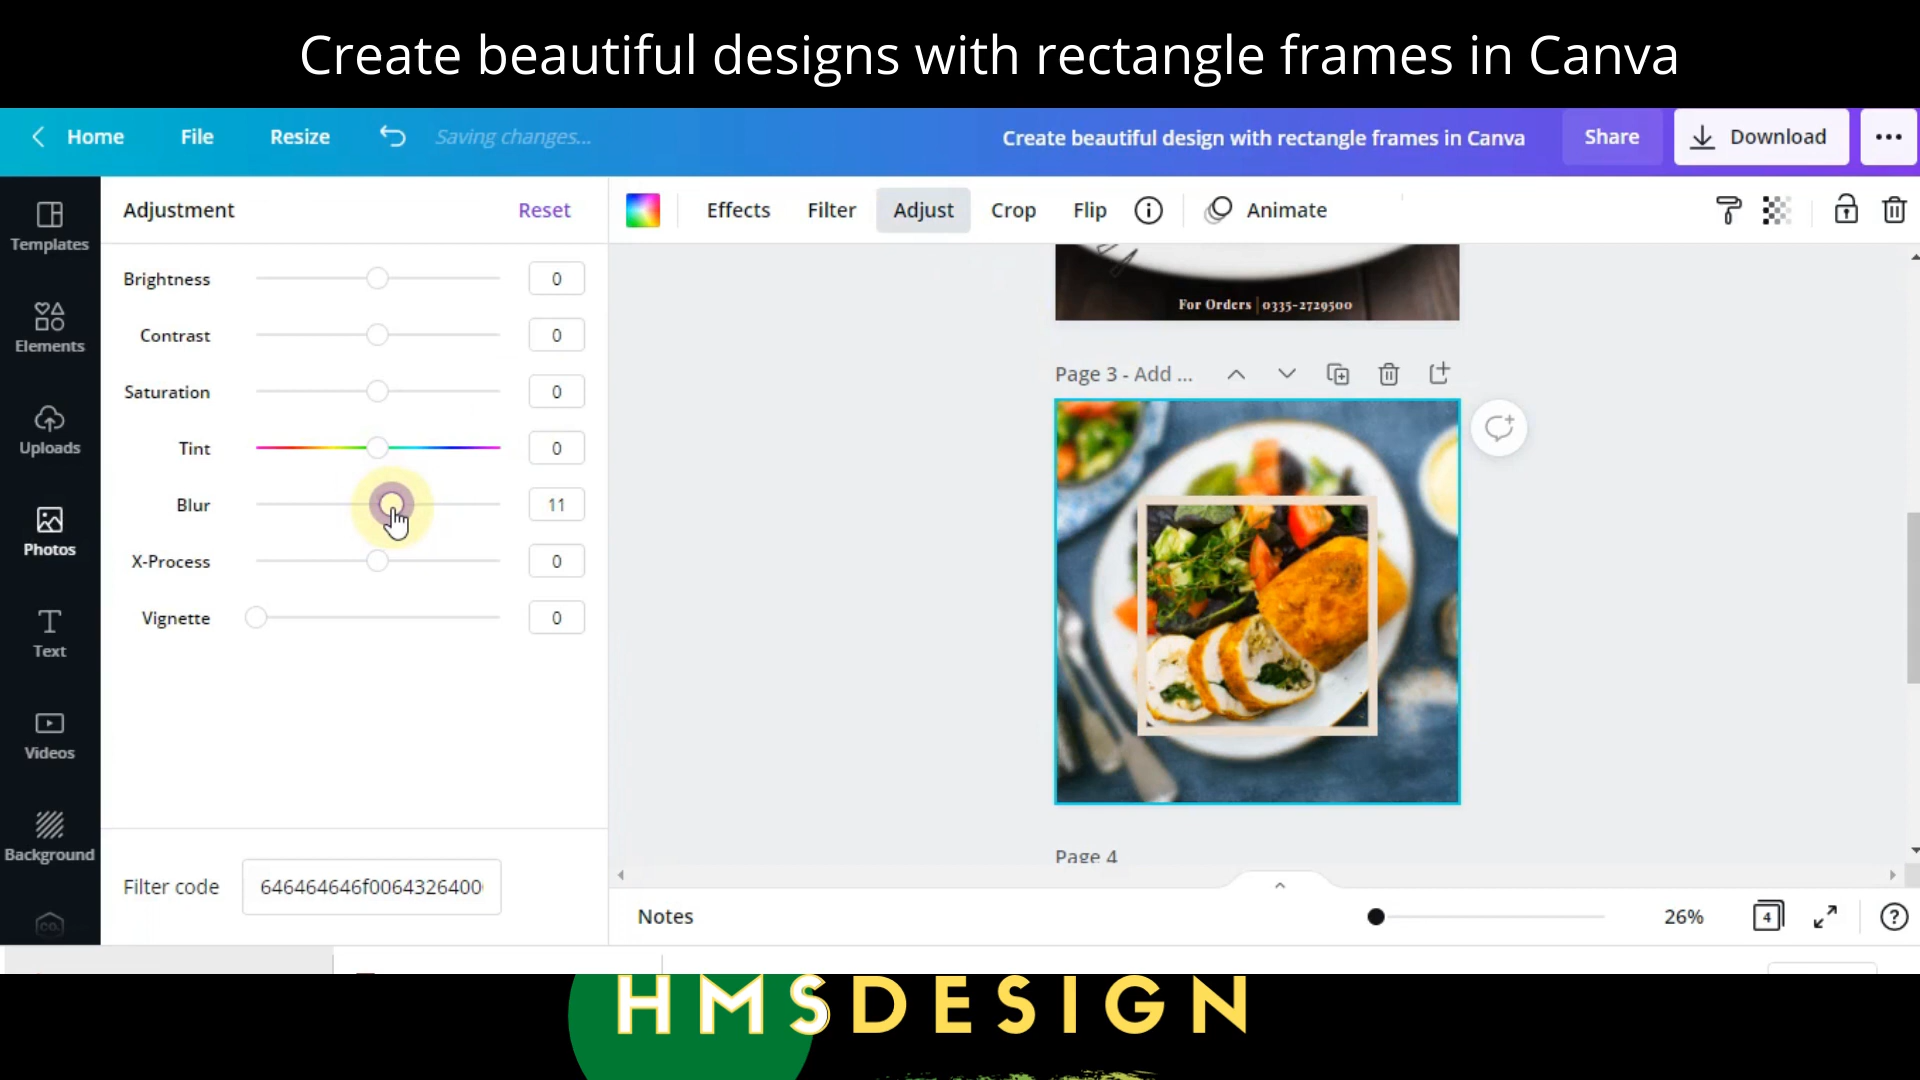 Create beautiful designs with rectangle frames in Canva
Home File Resize Saving changes... Create beautiful design with rectangle frames in Canva Share Download
Templates
Elements
Uploads
Photos
Text
Videos
Background
CO.
Adjustment Reset
Brightness 0
Contrast 0
Saturation 0
Tint 0
Blur 11
X-Process 0
Vignette 0
Filter code 646464646f0064326400
Effects Filter Adjust Crop Flip Animate
For Orders | 0335-2729500
Page 3 - Add ...
Page 4
Notes 26% 4 ?
HMSDESIGN